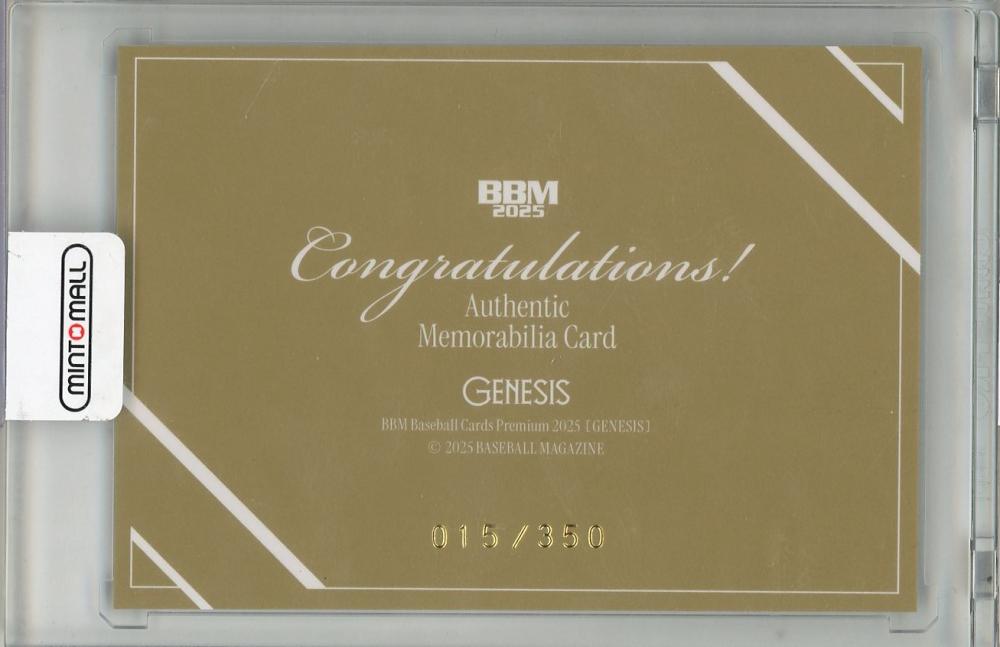 BBM
2025
Congratulations!
Authentic
Memorabilia Card
GENESIS
BBM Baseball Cards Premium 2025 [GENESIS]
© 2025 BASEBALL MAGAZINE
015/350
MINTMALL